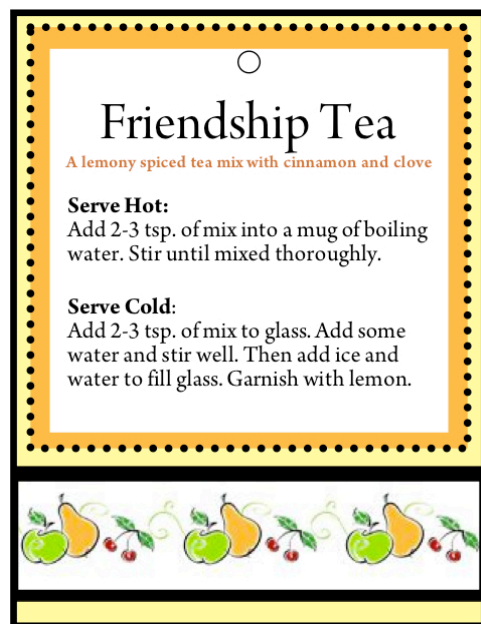 Friendship Tea
A lemony spiced tea mix with cinnamon and clove
Serve Hot:
Add 2-3 tsp. of mix into a mug of boiling
water. Stir until mixed thoroughly.
Serve Cold:
Add 2-3 tsp. of mix to glass. Add some
water and stir well. Then add ice and
water to fill glass. Garnish with lemon.